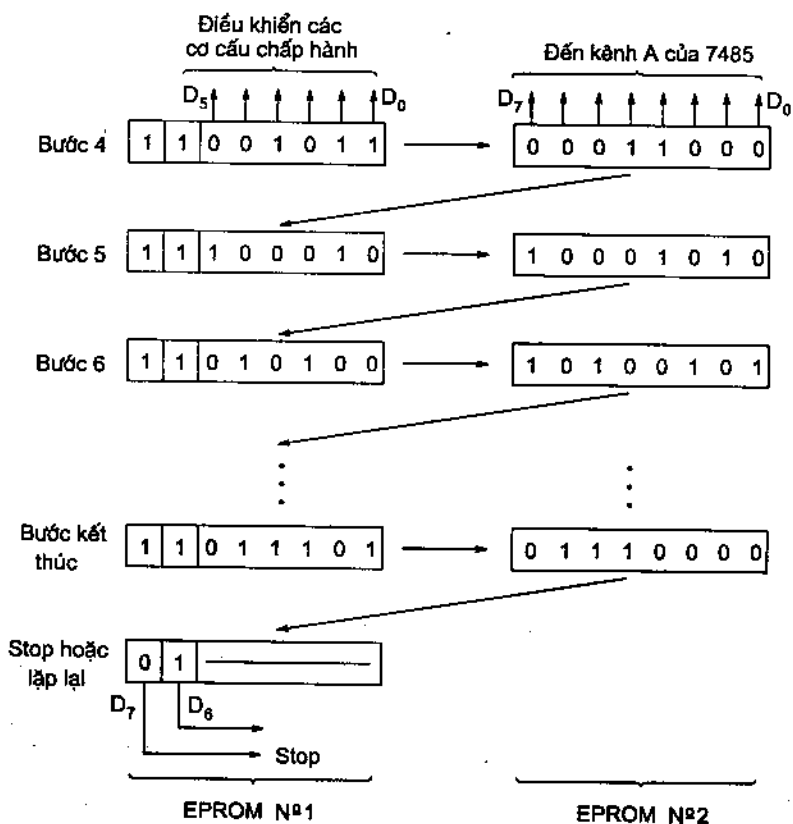 Điều khiển các
cơ cấu chấp hành
Đến kênh A của 7485
D5 D0 D7 D0
Bước 4 1 1 0 0 1 0 1 1 0 0 0 1 1 0 0 0
Bước 5 1 1 1 0 0 0 1 0 1 0 0 0 1 0 1 0
Bước 6 1 1 0 1 0 1 0 0 1 0 1 0 0 1 0 1
Bước kết
thúc
1 1 0 1 1 1 0 1 0 1 1 1 0 0 0 0
Stop hoặc
lặp lại
0 1
D7 D6
Stop
EPROM Nº1 EPROM Nº2